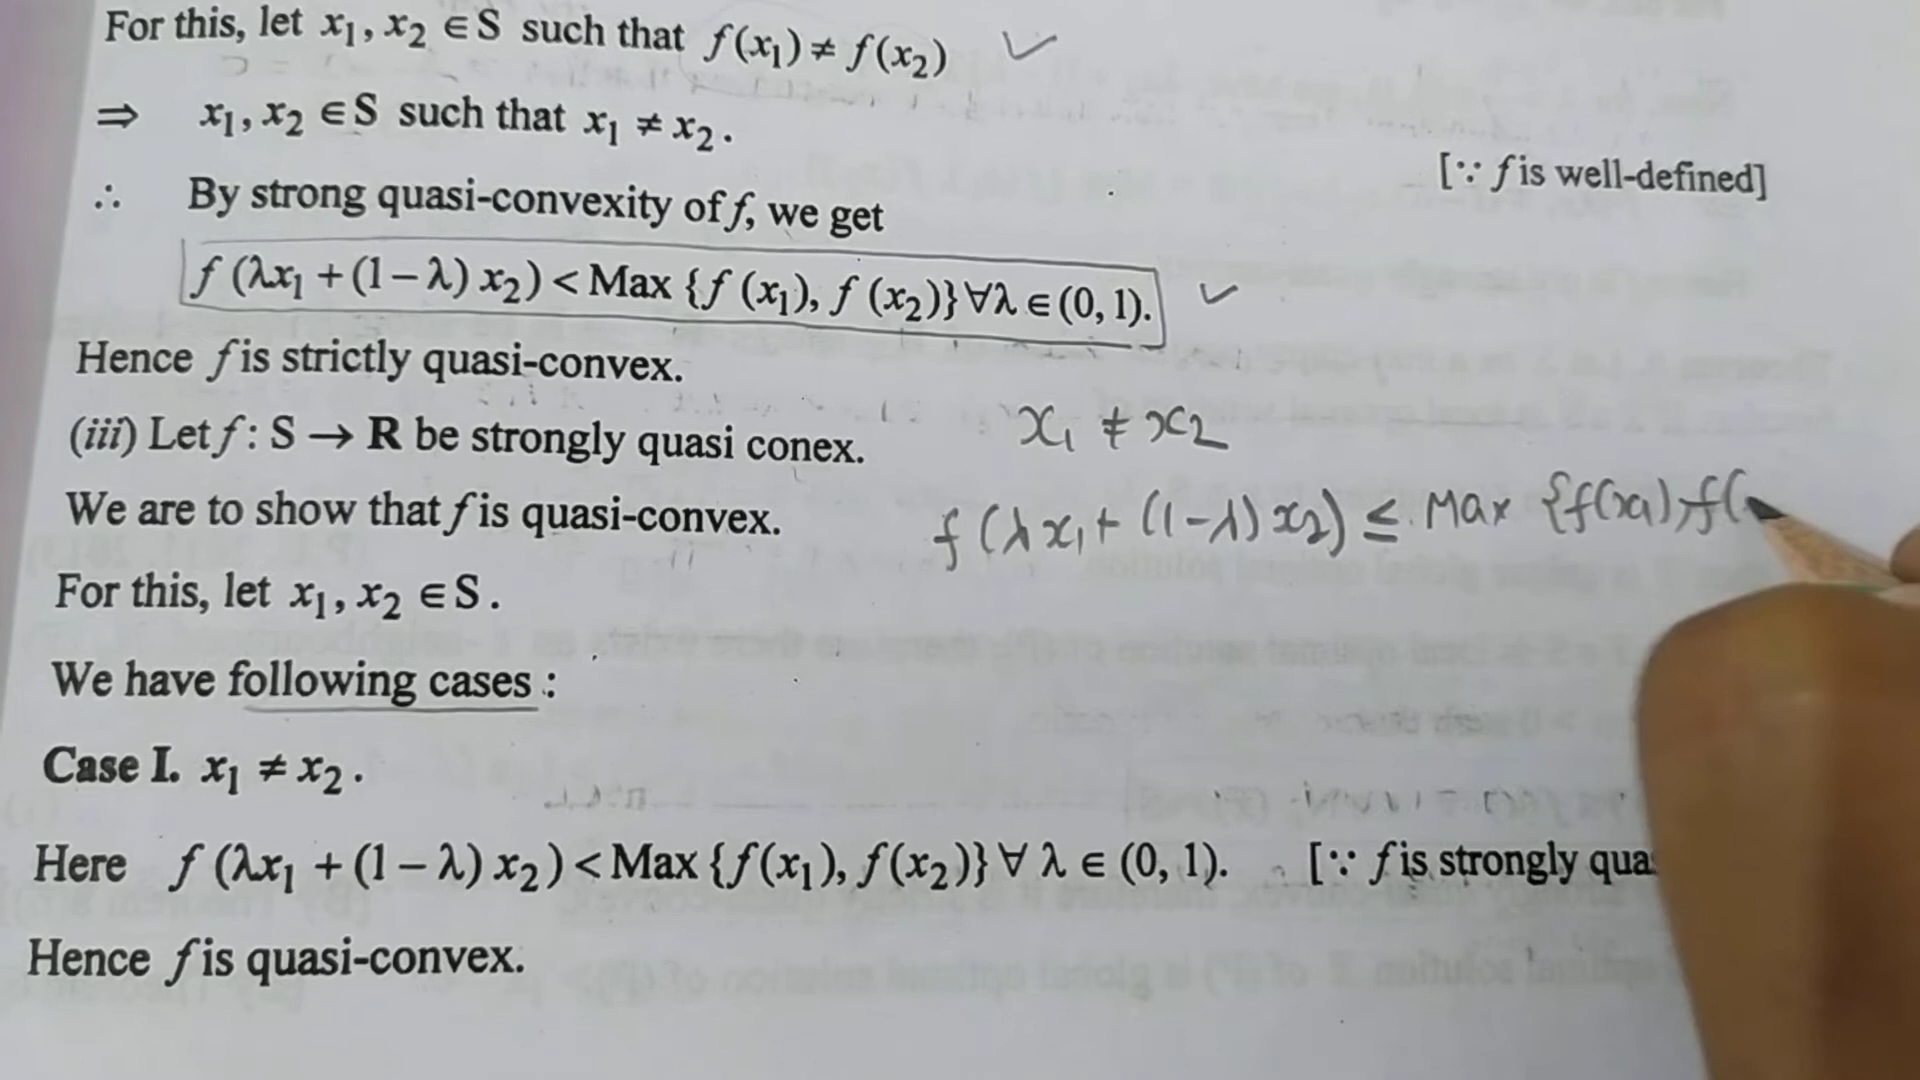 For this, let x₁, x₂ ∈ S such that f(x₁) ≠ f(x₂) ✓
⇒ x₁, x₂ ∈ S such that x₁ ≠ x₂.
[∵ f is well-defined]
∴ By strong quasi-convexity of f, we get
f (λx₁ + (1 – λ) x₂) < Max {f (x₁), f (x₂)} ∀ λ ∈ (0, 1). ✓
Hence f is strictly quasi-convex.
(iii) Let f : S → R be strongly quasi conex.
x₁ ≠ x₂
We are to show that f is quasi-convex.
f (λx₁ + (1-λ) x₂) ≤ Max {f(x₁), f(
For this, let x₁, x₂ ∈ S.
We have following cases :
Case I. x₁ ≠ x₂.
Here f (λx₁ + (1 – λ) x₂) < Max {f(x₁), f(x₂)} ∀ λ ∈ (0, 1). [∵ f is strongly qua
Hence f is quasi-convex.